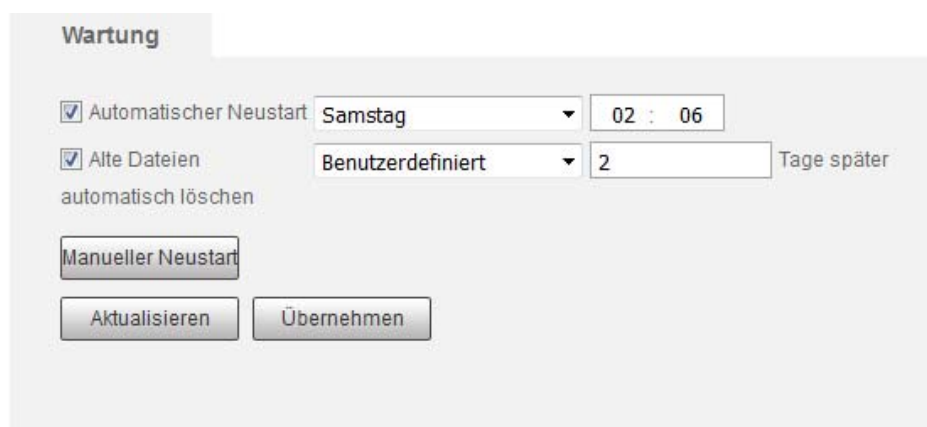 Wartung
Automatischer Neustart Samstag 02 : 06
Alte Dateien Benutzerdefiniert 2 Tage später
automatisch löschen
Manueller Neustart
Aktualisieren Übernehmen